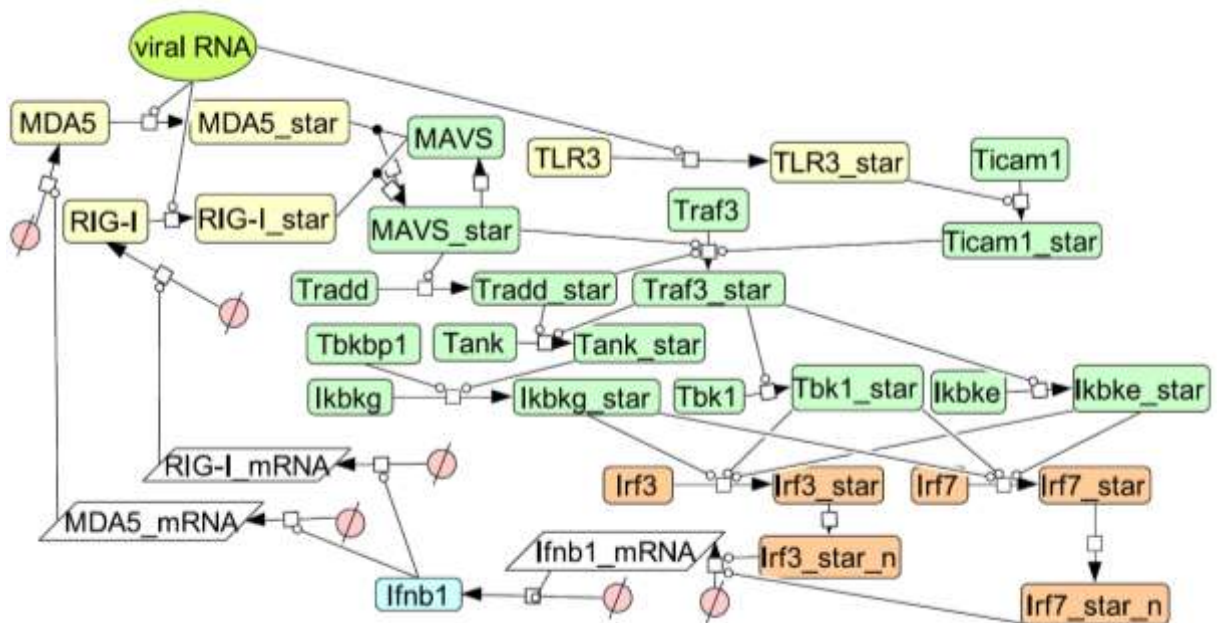 viral RNA
MDA5
MDA5_star
MAVS
TLR3
TLR3_star
Ticam1
RIG-I
RIG-I_star
MAVS_star
Traf3
Ticam1_star
Tradd
Tradd_star
Traf3_star
Tbkbp1
Tank
Tank_star
Ikbkg
Ikbkg_star
Tbk1
Tbk1_star
Ikbke
Ikbke_star
RIG-I_mRNA
Irf3
Irf3_star
Irf7
Irf7_star
MDA5_mRNA
Ifnb1_mRNA
Irf3_star_n
Ifnb1
Irf7_star_n